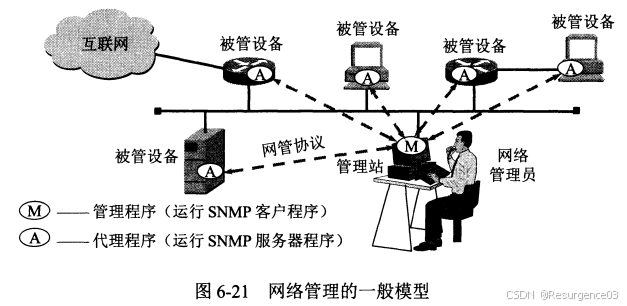 互联网
被管设备
被管设备
被管设备
被管设备
A
A
A
A
网管协议
M
被管设备
A
管理站
网络
管理员
M ——管理程序（运行 SNMP 客户程序）
A ——代理程序（运行 SNMP 服务器程序）
图 6-21 网络管理的一般模型
CSDN @Resurgence03